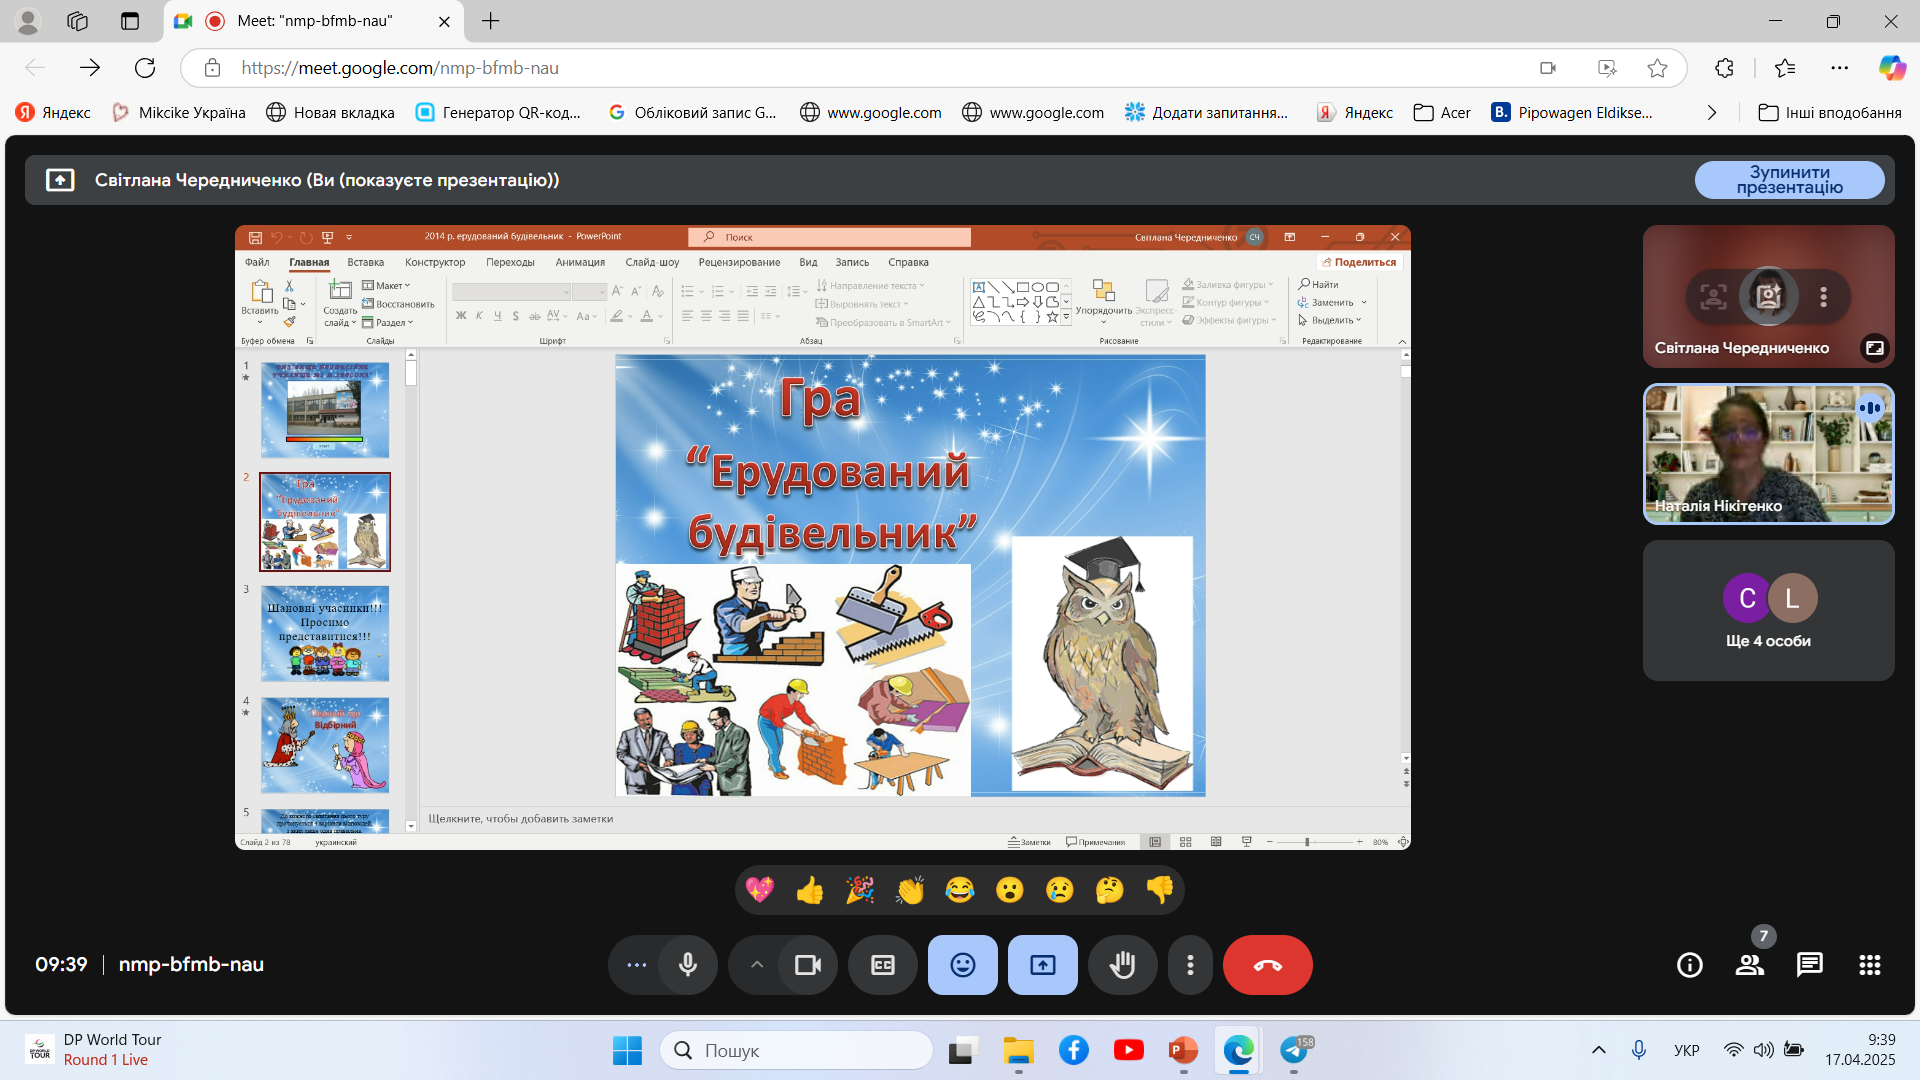 Meet: "nmp-bfmb-nau"
https://meet.google.com/nmp-bfmb-nau
Яндекс
Mikcike Україна
Новая вкладка
Генератор QR-код...
Обліковий запис G...
www.google.com
www.google.com
Додати запитання...
Яндекс
Acer
B.
Pipowagen Eldikse...
Інші вподобання
Світлана Чередниченко (Ви (показуєте презентацію))
Зупинити
презентацію
2014 р. ерудований будівельник - PowerPoint
Поиск
Світлана Чередниченко
СЧ
Файл
Главная
Вставка
Конструктор
Переходы
Анимация
Слайд-шоу
Рецензирование
Вид
Запись
Справка
Поделиться
Вставить
Создать
слайд
Макет
Восстановить
Раздел
Направление текста
Выровнять текст
Преобразовать в SmartArt
Упорядочить
Экспресс-
стили
Заливка фигуры
Контур фигуры
Эффекты фигуры
Найти
Заменить
Выделить
Буфер обмена
Слайды
Шрифт
Абзац
Рисование
Редактирование
1
2
Гра
“Ерудований
будівельник”
3
Шановні учасники!!!
Просимо
представитися!!!
4
Відбірний
5
Гра
“Ерудований
будівельник”
Щелкните, чтобы добавить заметки
Слайд 2 из 78
украинский
Заметки
Примечания
80%
Світлана Чередниченко
Наталія Нікітенко
C
L
Ще 4 особи
09:39
nmp-bfmb-nau
7
DP World Tour
Round 1 Live
Пошук
158
УКР
9:39
17.04.2025